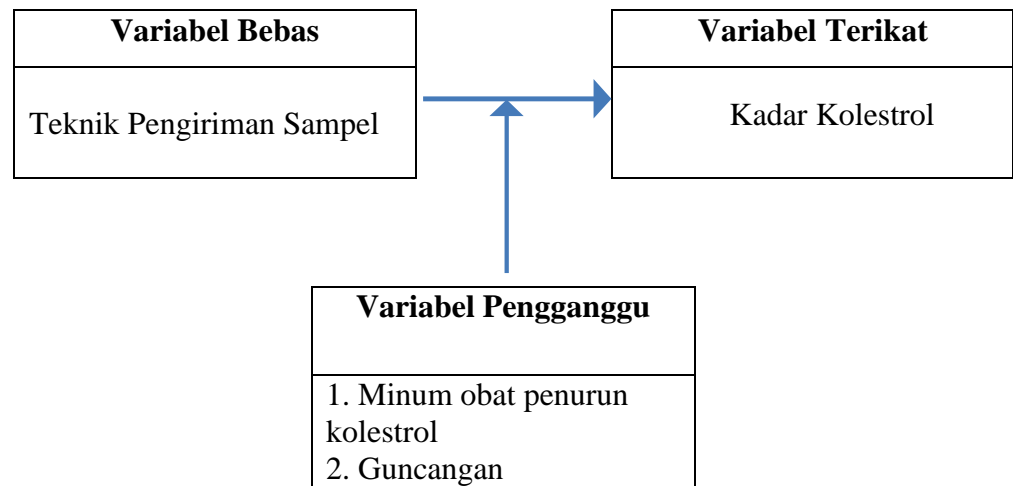 Variabel Bebas
Teknik Pengiriman Sampel
Variabel Terikat
Kadar Kolestrol
Variabel Pengganggu
1. Minum obat penurun
kolestrol
2. Guncangan